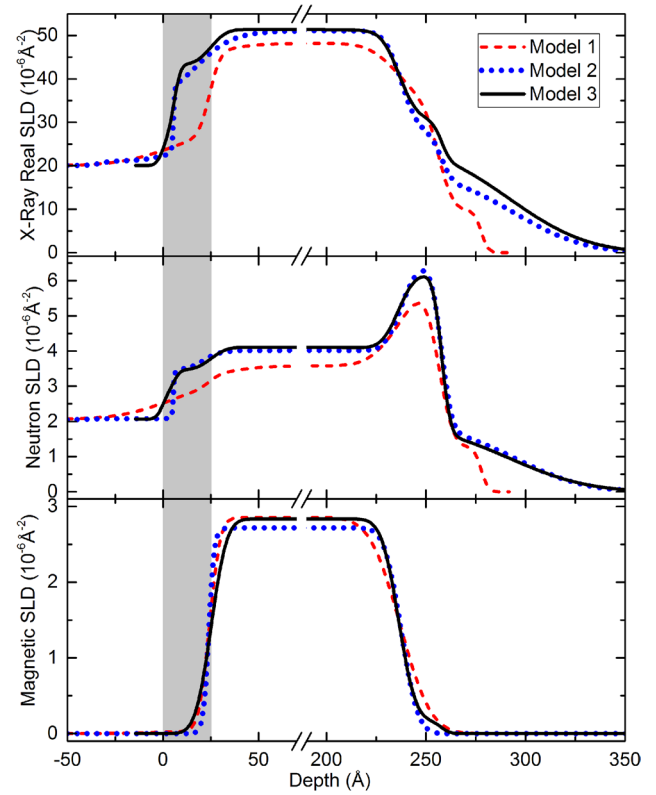 X-Ray Real SLD (10⁻⁶Å⁻²)
50
40
30
20
10
0
Model 1
Model 2
Model 3
Neutron SLD (10⁻⁶Å⁻²)
6
5
4
3
2
1
0
Magnetic SLD (10⁻⁶Å⁻²)
3
2
1
0
-50 0 50 200 250 300 350
Depth (Å)